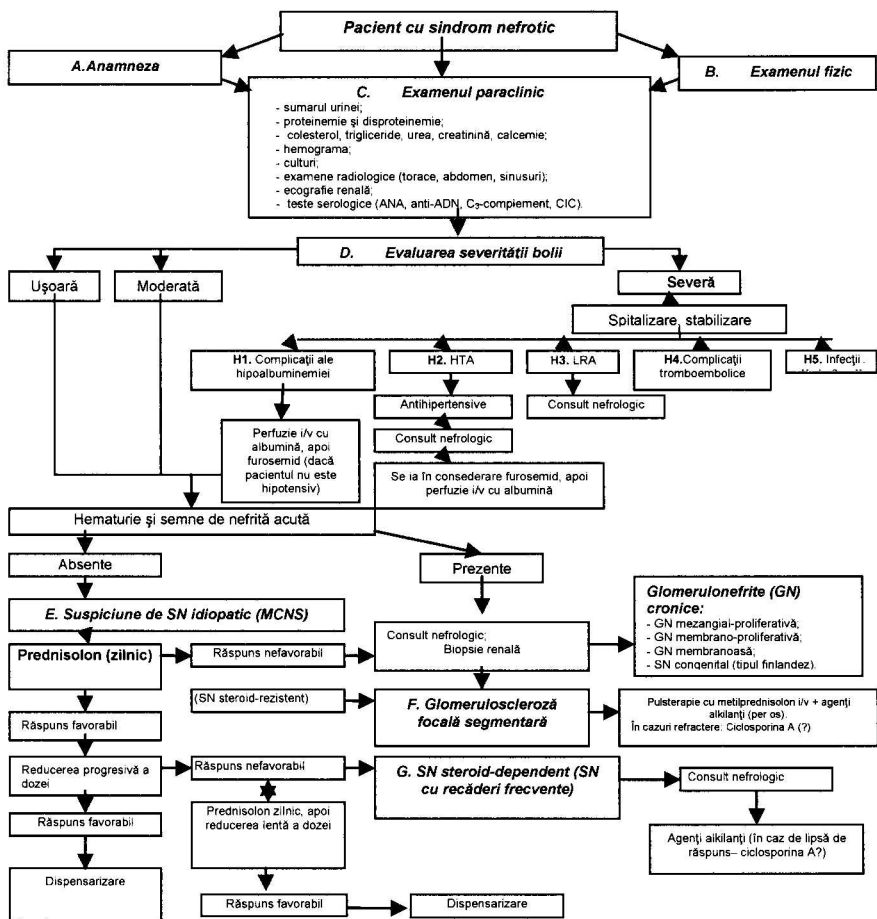 Pacient cu sindrom nefrotic
A.Anamneza
B. Examenul fizic
C. Examenul paraclinic
- sumarul urinei;
- proteinemie și disproteinemie;
- colesterol, trigliceride, urea, creatinină, calcemie;
- hemograma;
- culturi;
- examene radiologice (torace, abdomen, sinusuri);
- ecografie renală;
- teste serologice (ANA, anti-ADN, C₃-complement, CIC).
D. Evaluarea severității bolii
Ușoară
Moderată
Severă
Spitalizare, stabilizare
H1. Complicații ale
hipoalbuminemiei
H2. HTA
H3. LRA
H4.Complicații
tromboembolice
H5. Infecții
Antihipertensive
Consult nefrologic
Perfuzie i/v cu
albumină, apoi
furosemid (dacă
pacientul nu este
hipotensiv)
Consult nefrologic
Se ia în consederare furosemid, apoi
perfuzie i/v cu albumină
Hematurie și semne de nefrită acută
Absente
Prezente
E. Suspiciune de SN idiopatic (MCNS)
Glomerulonefrite (GN)
cronice:
- GN mezangiai-proliferativă;
- GN membrano-proliferativă;
- GN membranoasă;
- SN congenital (tipul finlandez).
Prednisolon (zilnic)
Răspuns nefavorabil
Consult nefrologic;
Biopsie renală
(SN steroid-rezistent)
F. Glomeruloscleroză
focală segmentară
Pulsterapie cu metilprednisolon i/v + agenți
alkilanți (per os).
În cazuri refractere: Ciclosporina A (?)
Răspuns favorabil
Reducerea progresivă a
dozei
Răspuns nefavorabil
G. SN steroid-dependent (SN
cu recăderi frecvente)
Consult nefrologic
Prednisolon zilnic, apoi
reducerea lentă a dozei
Răspuns favorabil
Agenți alkilanți (în caz de lipsă de
răspuns– ciclosporina A?)
Dispensarizare
Răspuns favorabil
Dispensarizare